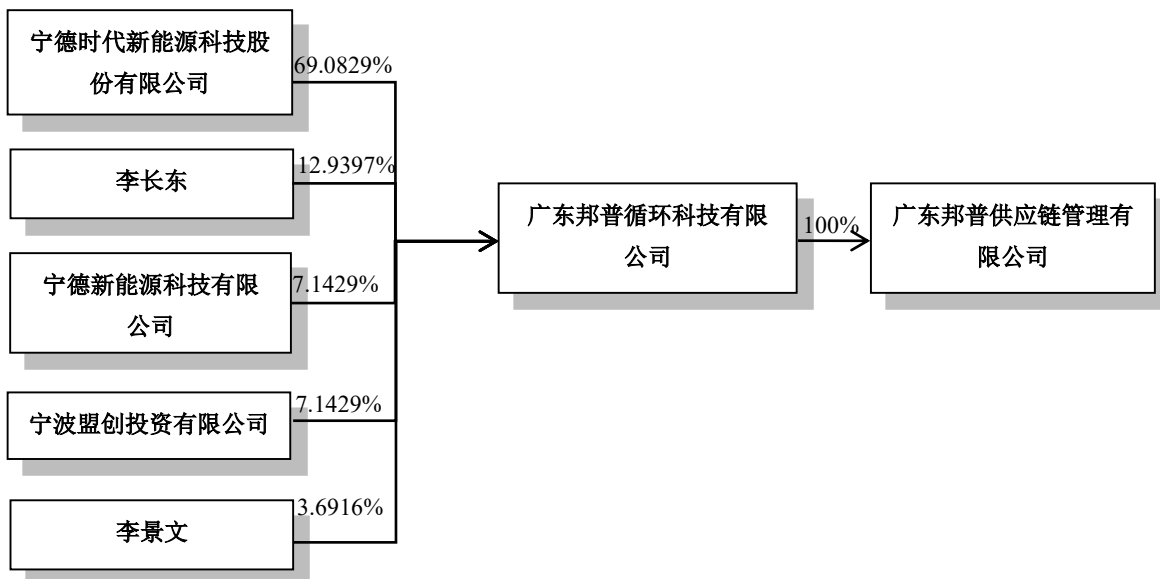 宁德时代新能源科技股
份有限公司
69.0829%
李长东
12.9397%
宁德新能源科技有限
公司
7.1429%
宁波盟创投资有限公司
7.1429%
李景文
3.6916%
广东邦普循环科技有限
公司
100%
广东邦普供应链管理有
限公司